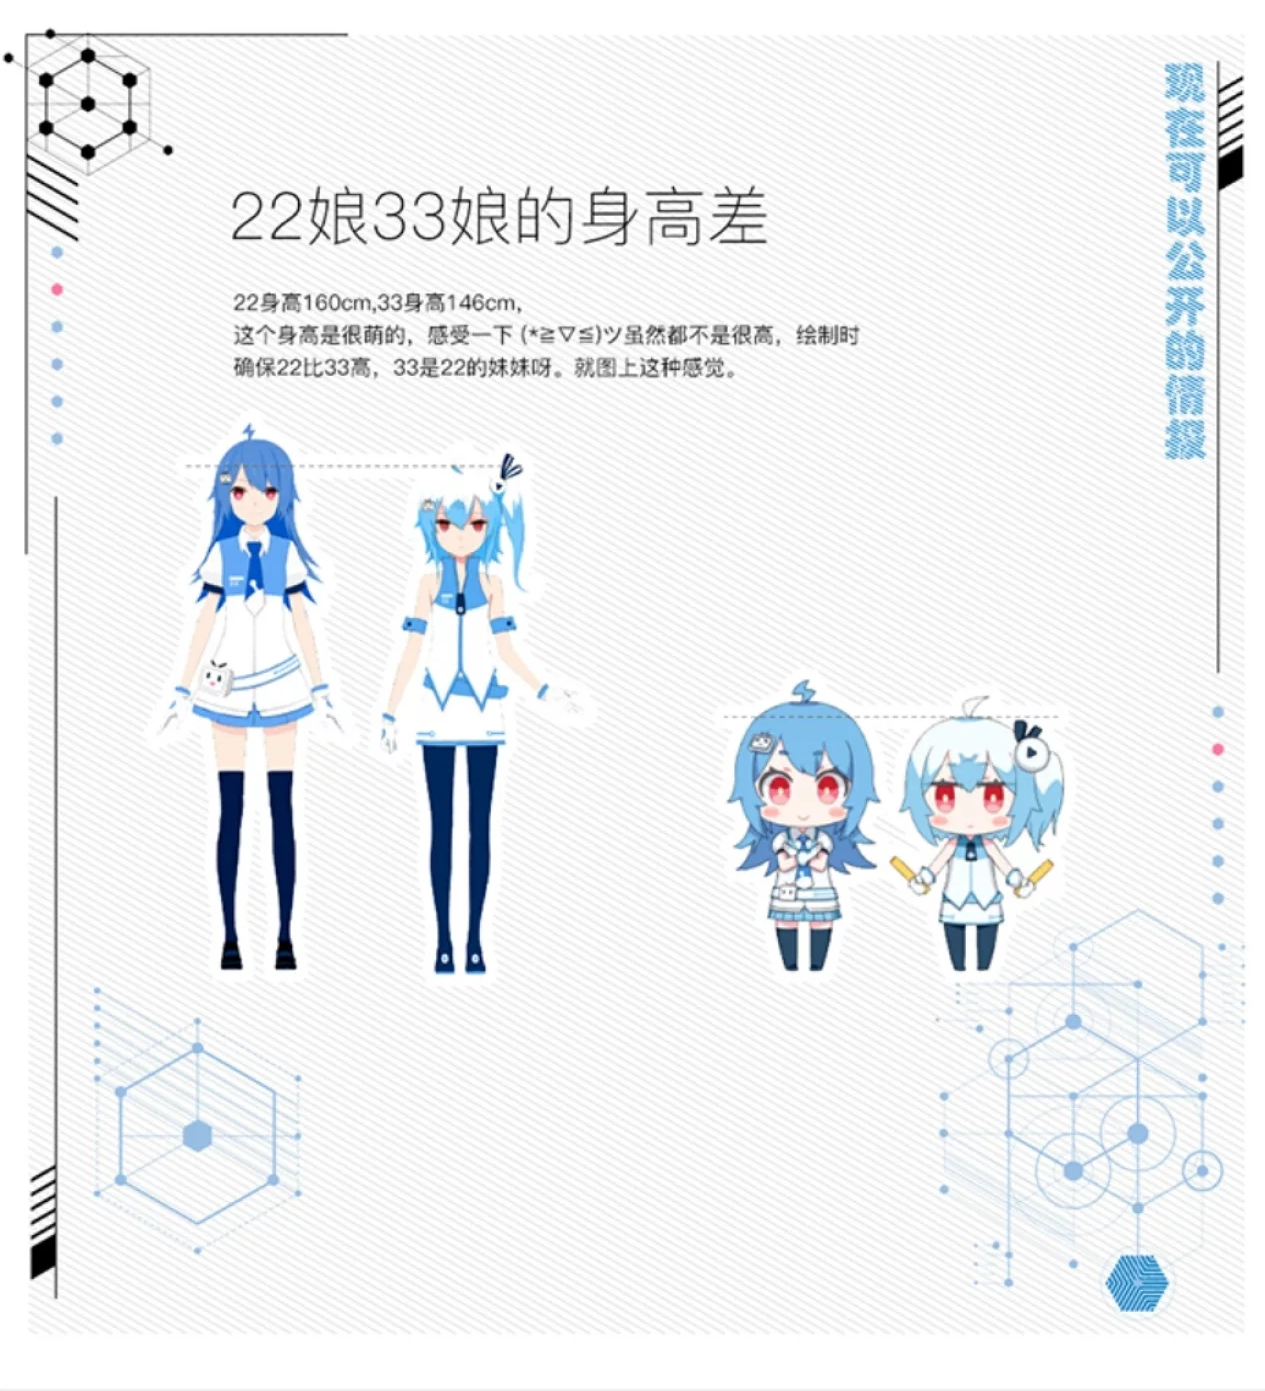 22娘33娘的身高差
22身高160cm,33身高146cm,
这个身高是很萌的，感受一下 (*≧▽≦)ツ虽然都不是很高，绘制时
确保22比33高，33是22的妹妹呀。就图上这种感觉。
现在可以公开的情报